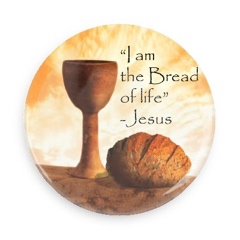 “I am
the Bread
of life”
-Jesus